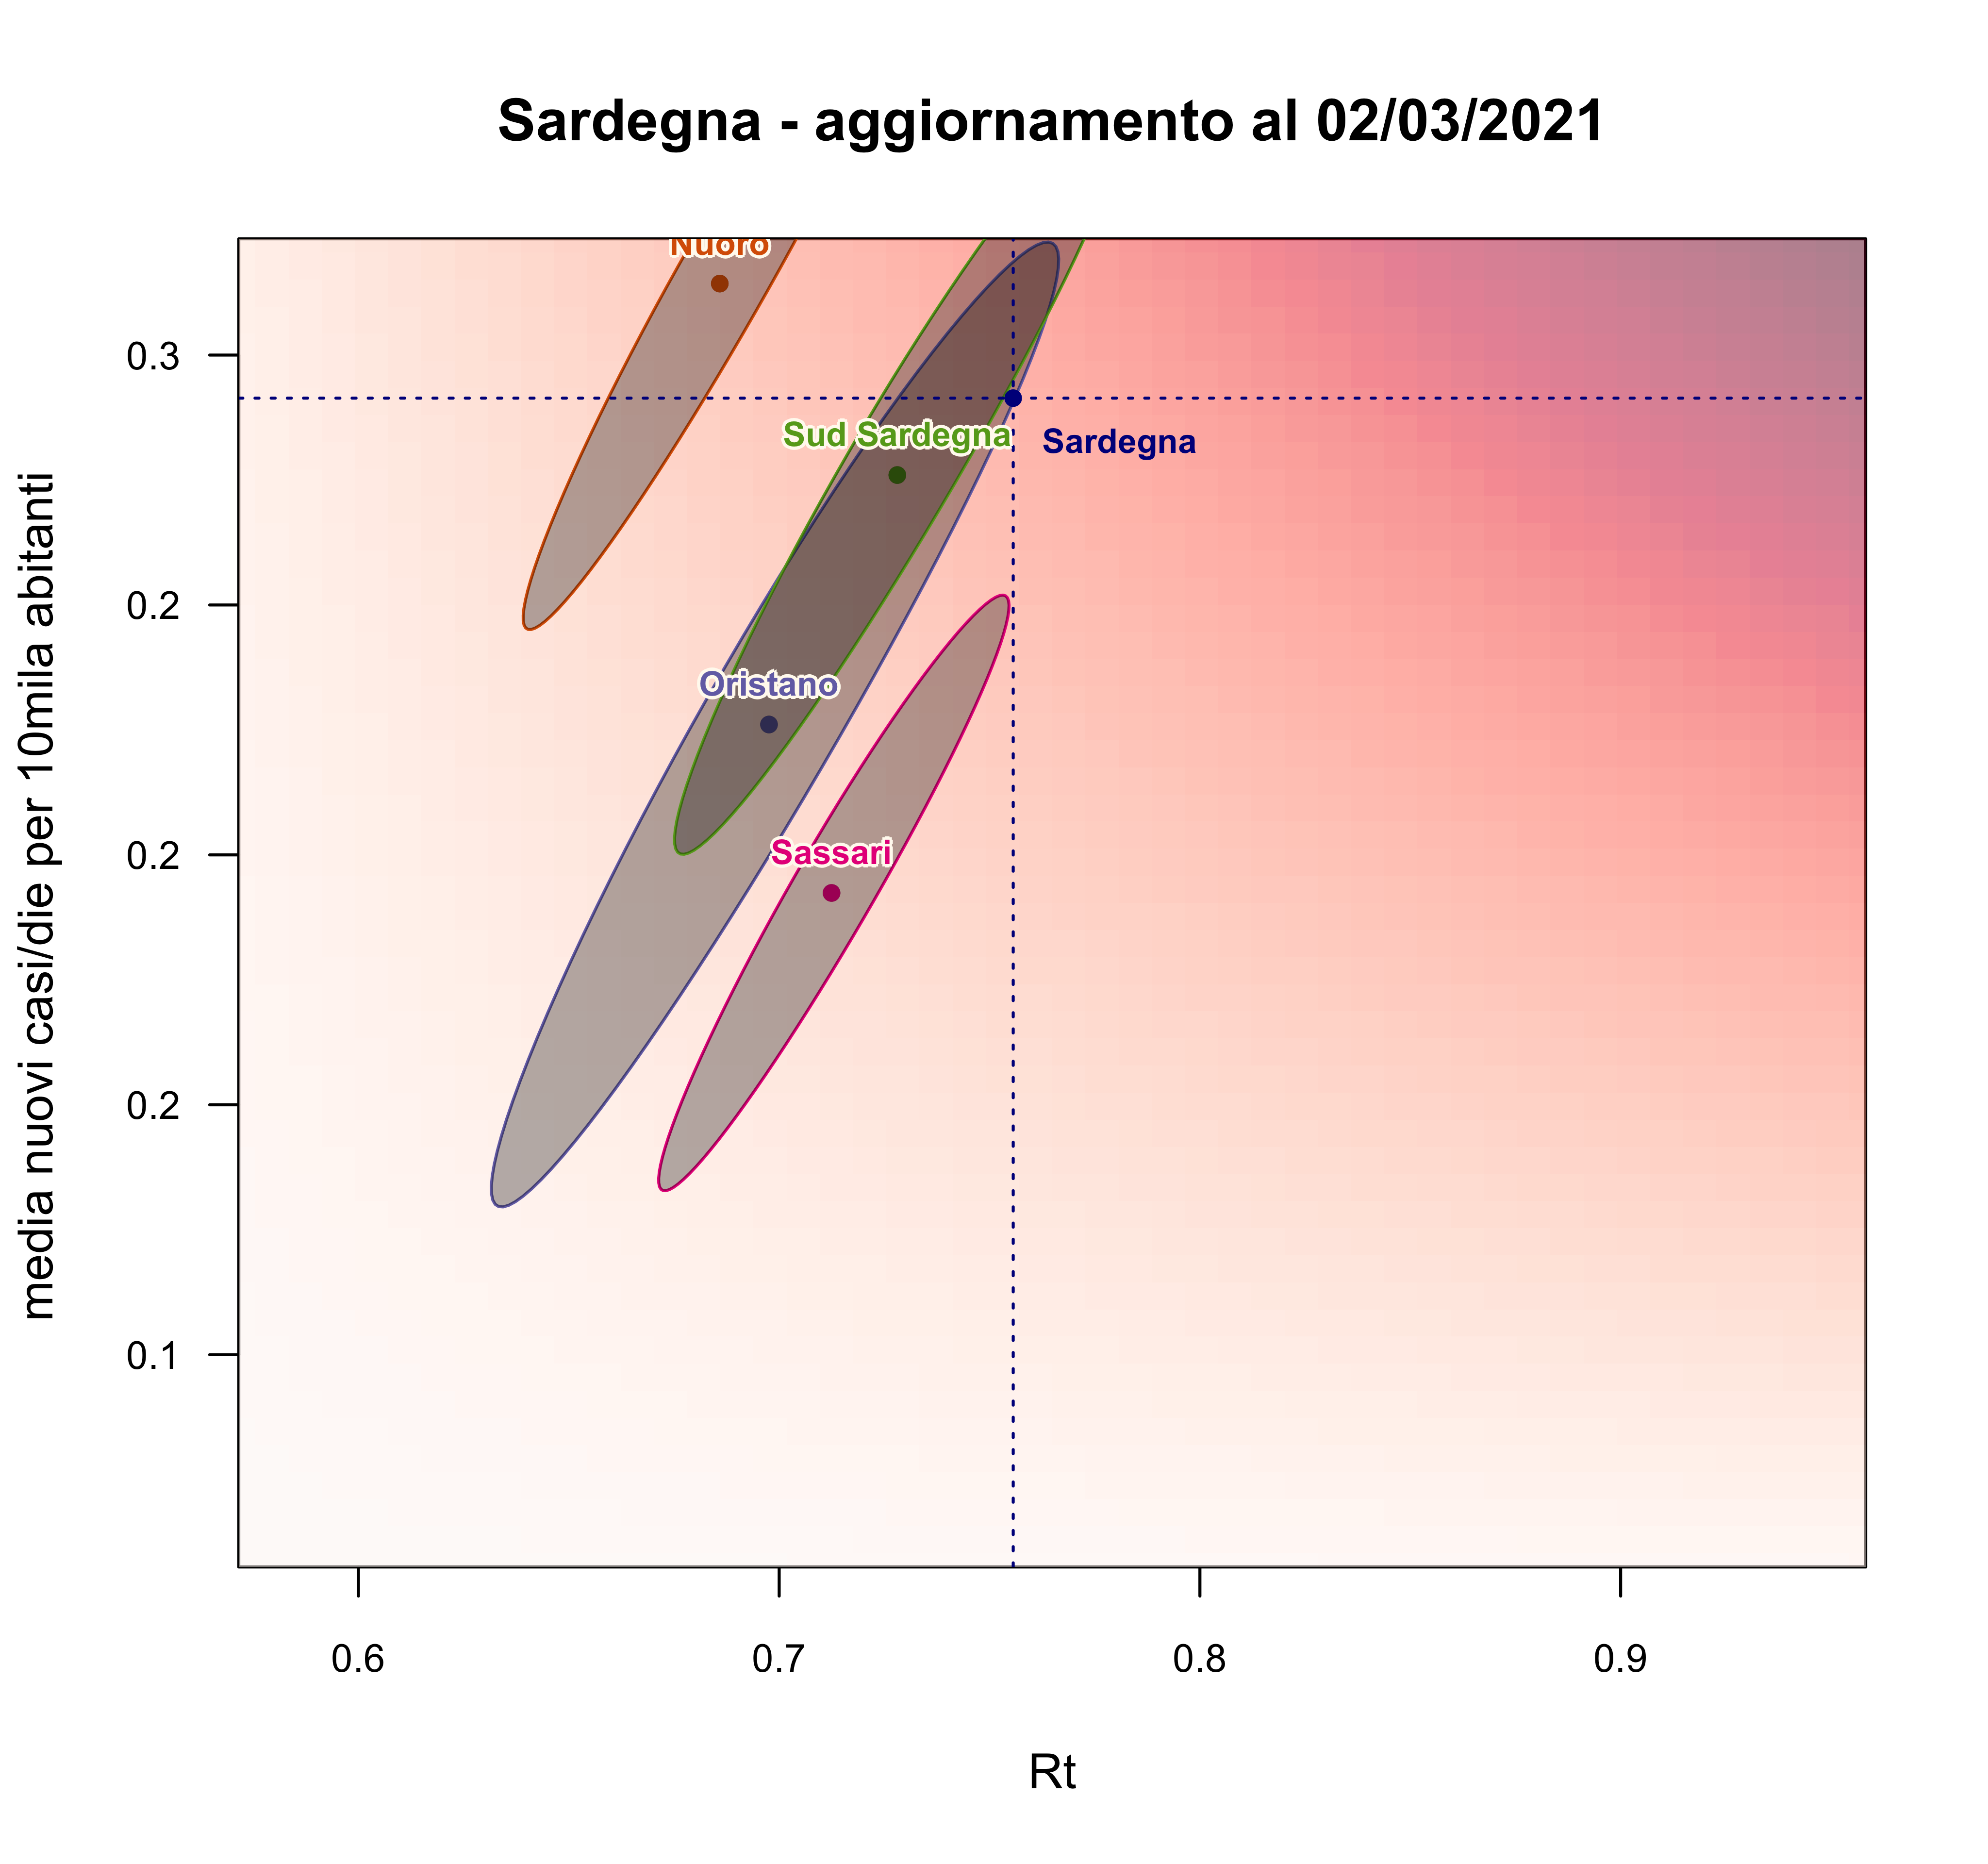 Sardegna - aggiornamento al 02/03/2021
media nuovi casi/die per 10mila abitanti
0.3
0.2
0.2
0.2
0.1
Nuoro
Sud Sardegna
Sardegna
Oristano
Sassari
0.6
0.7
0.8
0.9
Rt